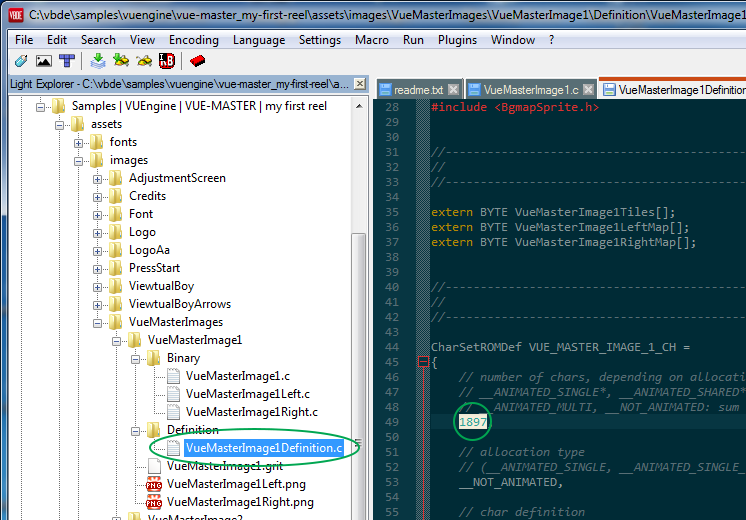 C:\vbde\samples\vuengine\vue-master_my-first-reel\assets\images\VueMasterImages\VueMasterImage1\Definition\VueMasterImage1
File Edit Search View Encoding Language Settings Macro Run Plugins Window ?
Light Explorer - C:\vbde\samples\vuengine\vue-master_my-first-reel\a...
Samples | VUEngine | VUE-MASTER | my first reel
assets
fonts
images
AdjustmentScreen
Credits
Font
Logo
LogoAa
PressStart
ViewtualBoy
ViewtualBoyArrows
VueMasterImages
VueMasterImage1
Binary
VueMasterImage1.c
VueMasterImage1Left.c
VueMasterImage1Right.c
Definition
VueMasterImage1Definition.c
VueMasterImage1.grit
VueMasterImage1Left.png
VueMasterImage1Right.png
VueMasterImage2
readme.txt VueMasterImage1.c VueMasterImage1Definition
28 #include <BgmapSprite.h>
29
30
31 //---------------------------------------
32 //
33 //---------------------------------------
34
35 extern BYTE VueMasterImage1Tiles[];
36 extern BYTE VueMasterImage1LeftMap[];
37 extern BYTE VueMasterImage1RightMap[];
38
39
40 //---------------------------------------
41 //
42 //---------------------------------------
43
44 CharSetROMDef VUE_MASTER_IMAGE_1_CH =
45 {
46 // number of chars, depending on allocati
47 // __ANIMATED_SINGLE*, __ANIMATED_SHARED*
48 // __ANIMATED_MULTI, __NOT_ANIMATED: sum
49 1897
50
51 // allocation type
52 // (__ANIMATED_SINGLE, __ANIMATED_SINGLE_
53 __NOT_ANIMATED,
54
55 // char definition